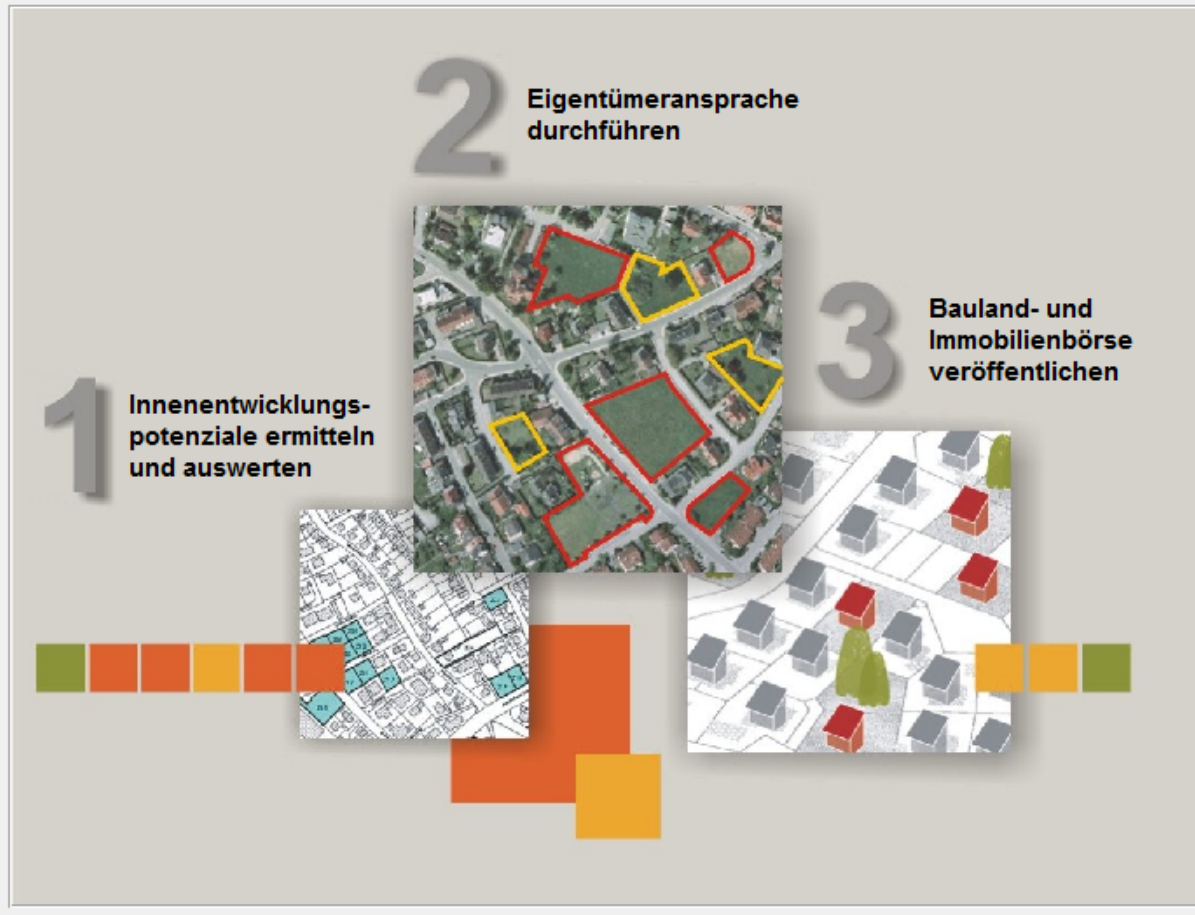 1
Innenentwicklungs-
potenziale ermitteln
und auswerten
2
Eigentümeransprache
durchführen
3
Bauland- und
Immobilienbörse
veröffentlichen